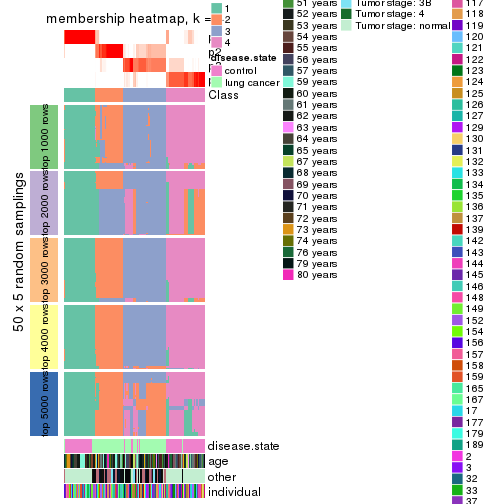 membership heatmap, k =
p2
Class
1
2
3
4
disease.state
control
lung cancer
50 x 5 random samplings
top 1000 rows
top 2000 rows
top 3000 rows
top 4000 rows
top 5000 rows
disease.state
age
other
individual
51 years
52 years
53 years
54 years
55 years
56 years
57 years
59 years
60 years
61 years
62 years
63 years
64 years
65 years
67 years
68 years
69 years
70 years
71 years
72 years
73 years
74 years
76 years
79 years
80 years
Tumor stage: 3B
Tumor stage: 4
Tumor stage: normal
117
118
119
120
121
122
123
124
125
126
127
129
130
131
132
133
134
135
136
137
139
142
143
144
145
146
148
149
152
154
156
157
158
159
165
167
17
177
179
189
2
3
32
33
37